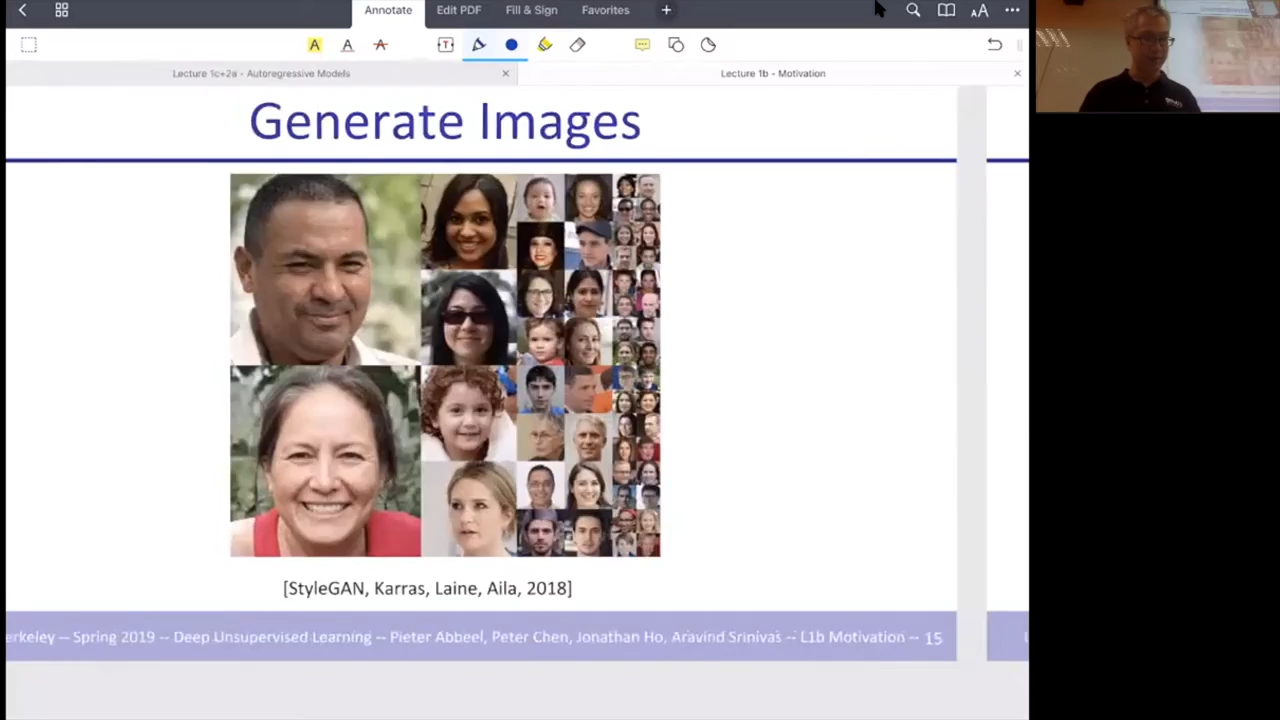 Annotate Edit PDF Fill & Sign Favorites + AA
A A A T
Lecture 1c+2a - Autoregressive Models × Lecture 1b - Motivation ×
Generate Images
[StyleGAN, Karras, Laine, Aila, 2018]
erkeley -- Spring 2019 -- Deep Unsupervised Learning -- Pieter Abbeel, Peter Chen, Jonathan Ho, Aravind Srinivas -- L1b Motivation -- 15